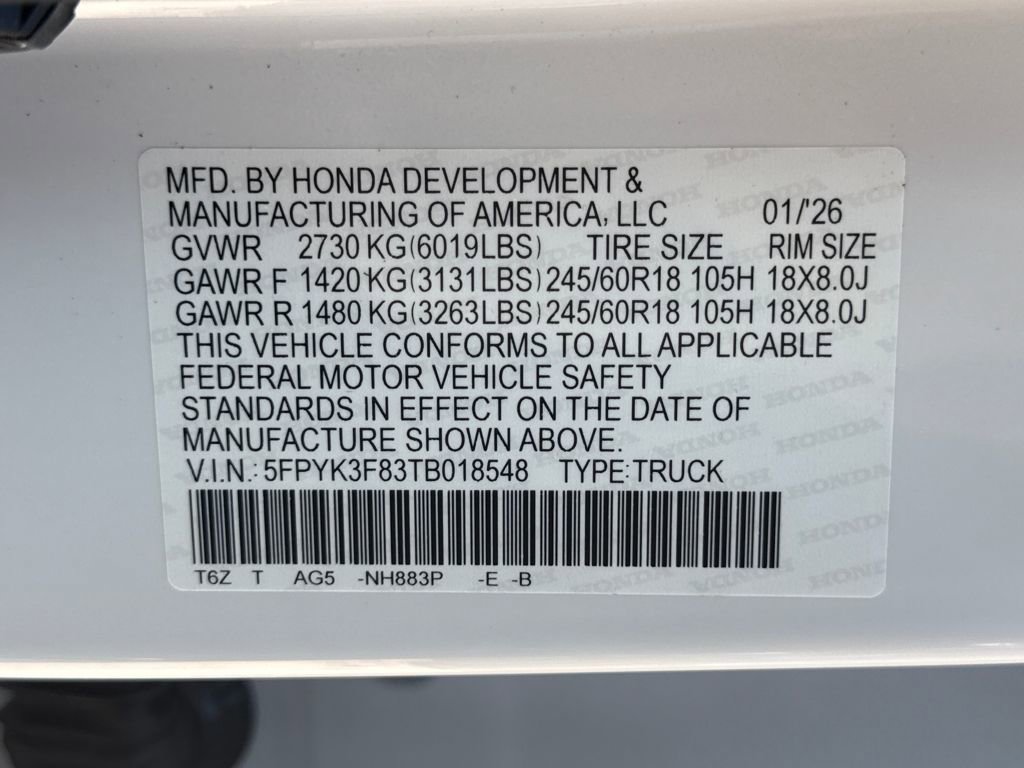 MFD. BY HONDA DEVELOPMENT &
MANUFACTURING OF AMERICA, LLC 01/'26
GVWR 2730 KG(6019LBS) TIRE SIZE RIM SIZE
GAWR F 1420 KG(3131LBS) 245/60R18 105H 18X8.0J
GAWR R 1480 KG(3263LBS) 245/60R18 105H 18X8.0J
THIS VEHICLE CONFORMS TO ALL APPLICABLE
FEDERAL MOTOR VEHICLE SAFETY
STANDARDS IN EFFECT ON THE DATE OF
MANUFACTURE SHOWN ABOVE.
V.I.N.: 5FPYK3F83TB018548 TYPE:TRUCK
T6Z T AG5 -NH883P -E -B